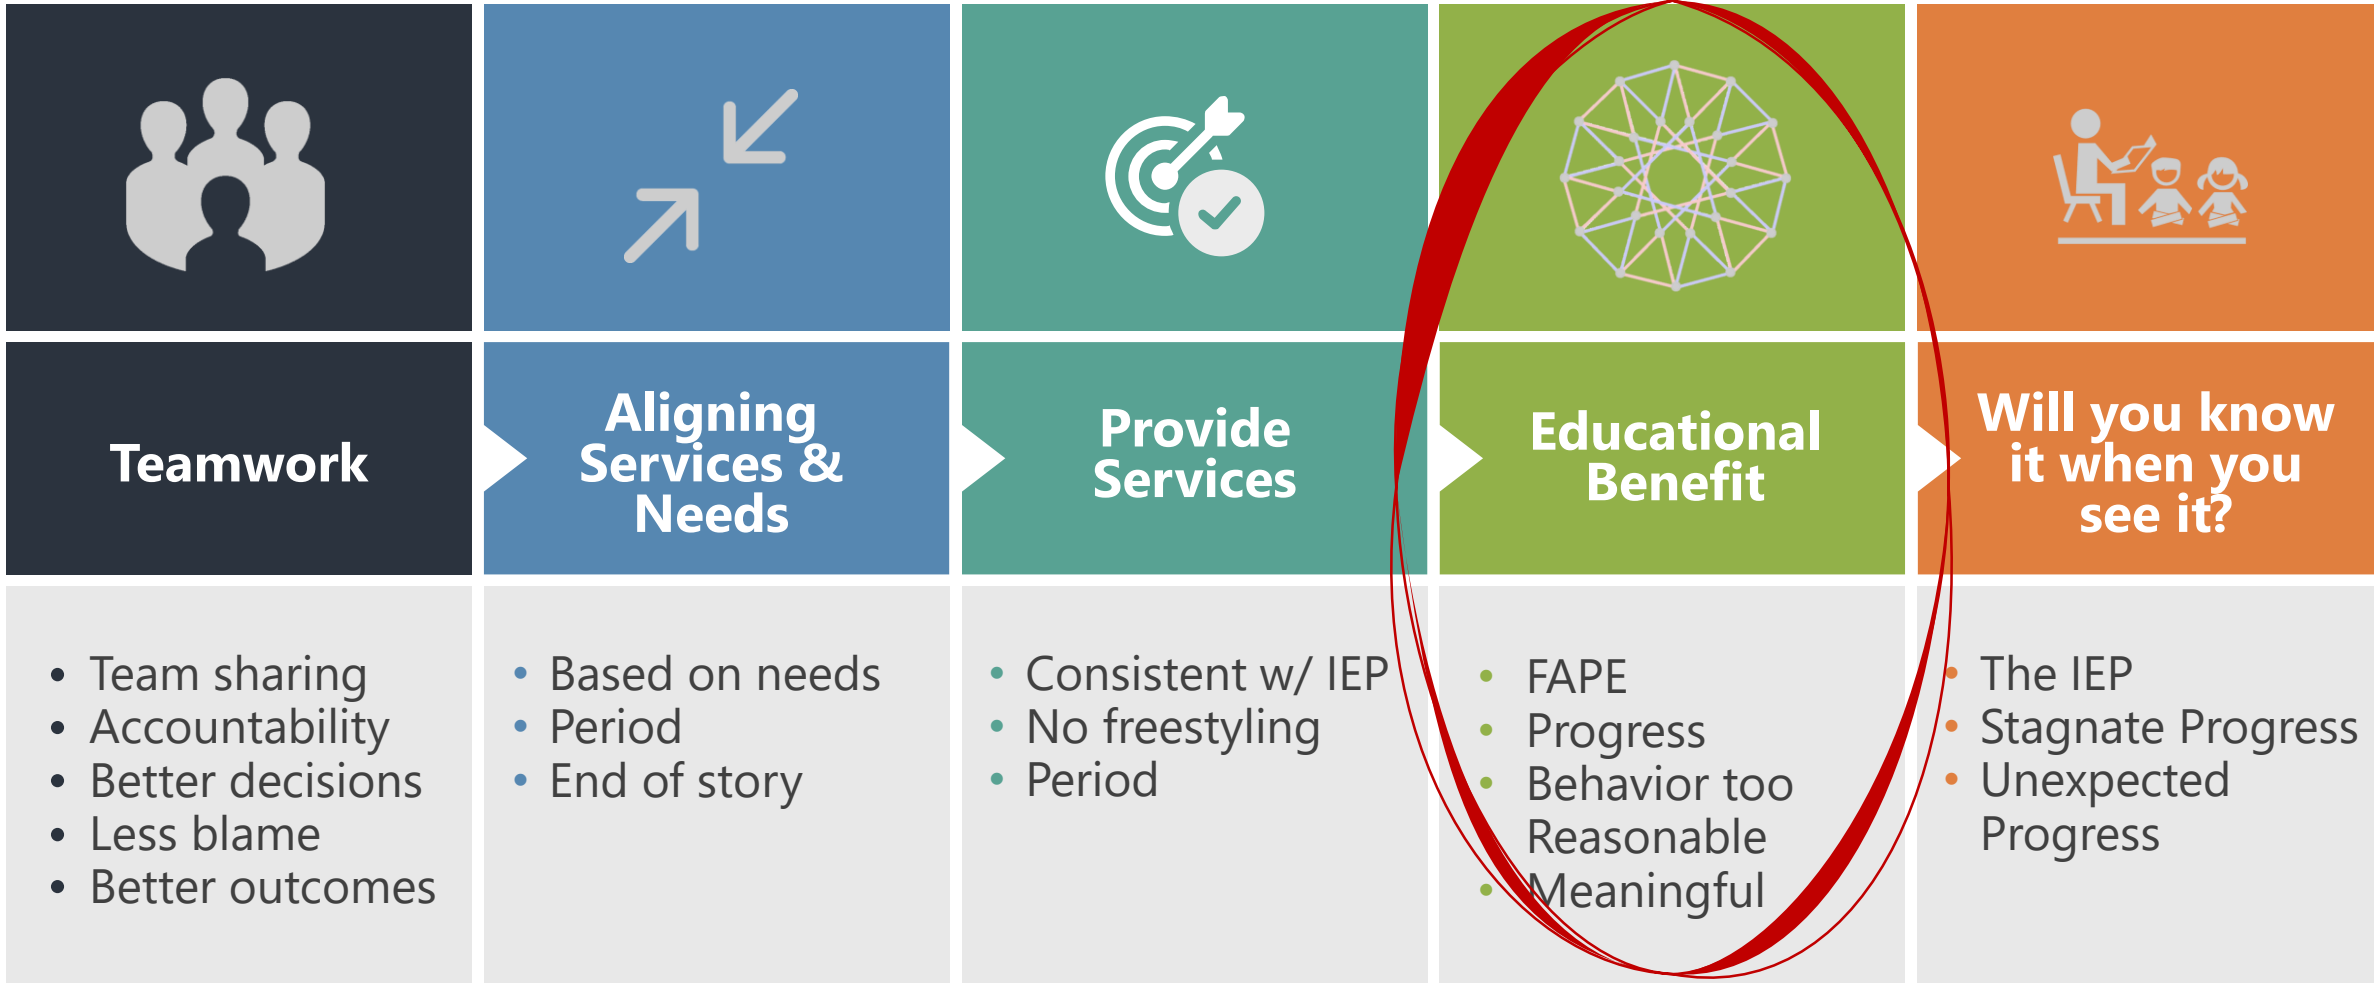 Teamwork
Aligning
Services &
Needs
Provide
Services
Educational
Benefit
Will you know
it when you
see it?
• Team sharing
• Accountability
• Better decisions
• Less blame
• Better outcomes
• Based on needs
• Period
• End of story
• Consistent w/ IEP
• No freestyling
• Period
• FAPE
• Progress
• Behavior too
Reasonable
• Meaningful
• The IEP
• Stagnate Progress
• Unexpected
Progress